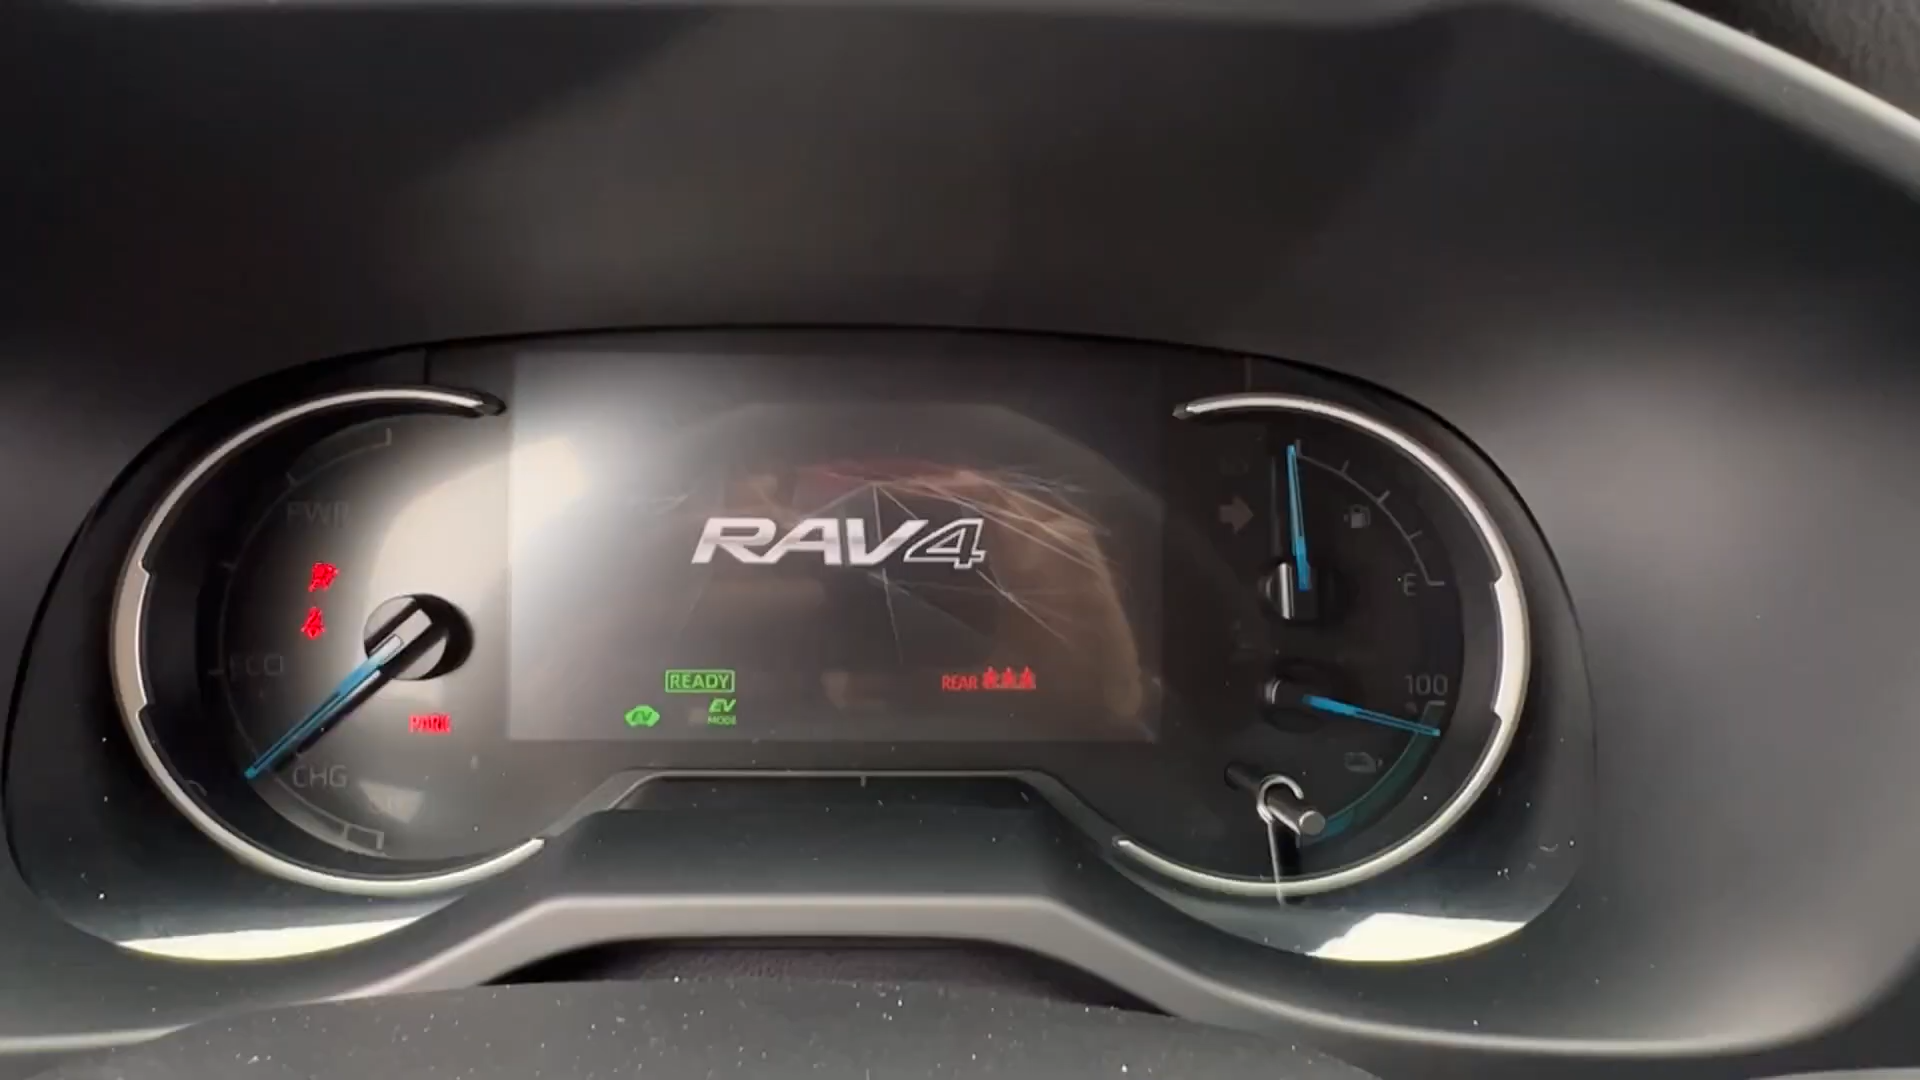 PWR
RAV4
E
ECO
READY
REAR
100
EV
EV
MODE
PARK
CHG